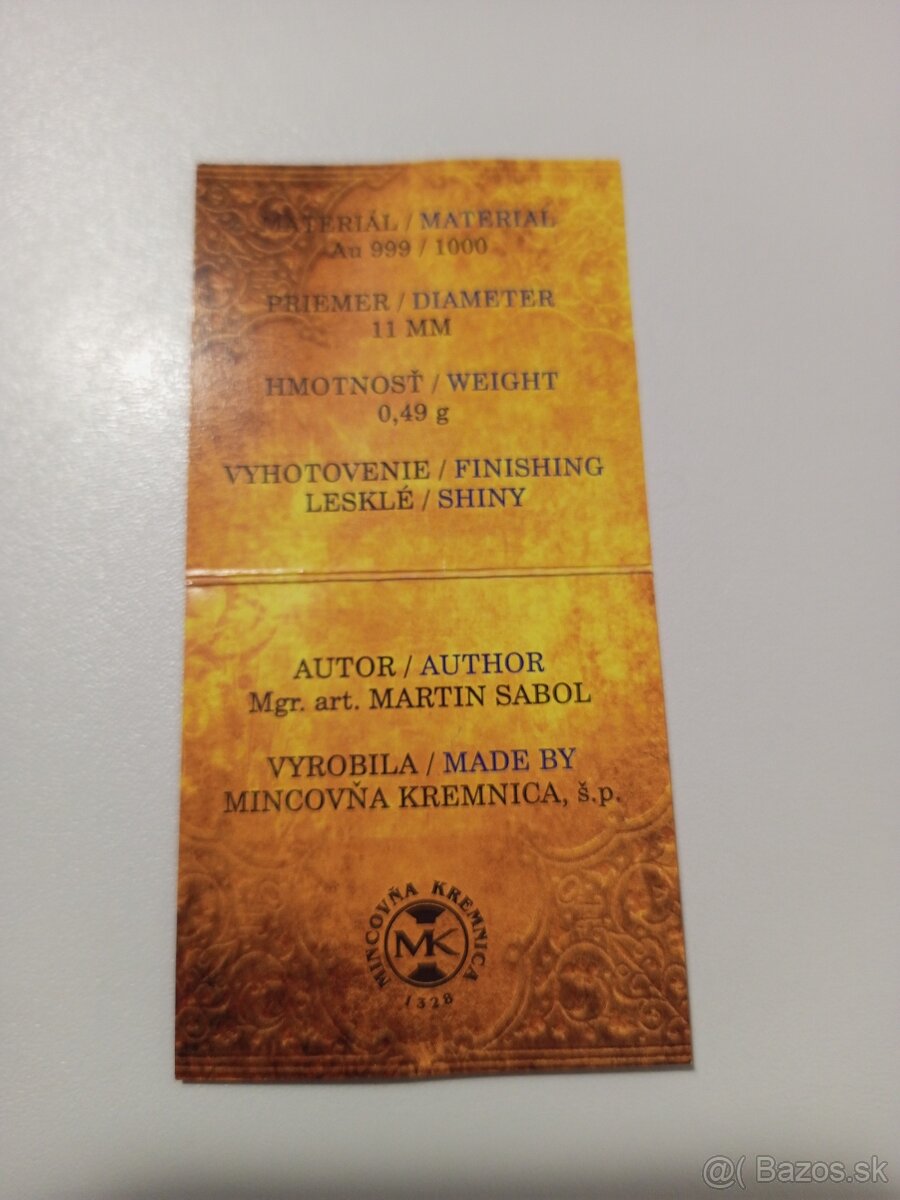 MATERIÁL / MATERIAL
Au 999 / 1000
PRIEMER / DIAMETER
11 MM
HMOTNOSŤ / WEIGHT
0,49 g
VYHOTOVENIE / FINISHING
LESKLÉ / SHINY
AUTOR / AUTHOR
Mgr. art. MARTIN SABOL
VYROBILA / MADE BY
MINCOVŇA KREMNICA, š.p.
MINCOVŇA KREMNICA
MK
1328
@( Bazos.sk